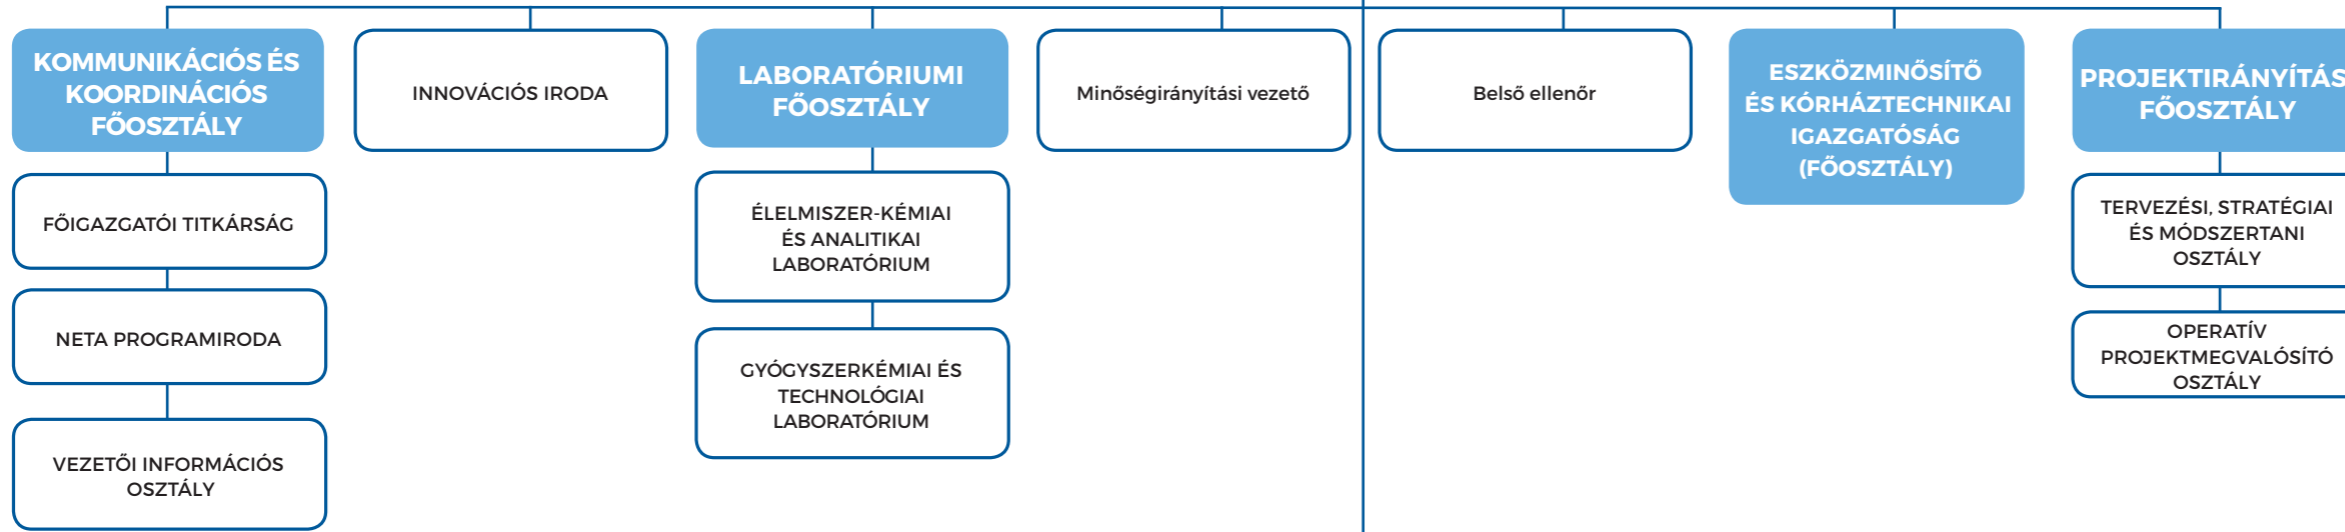 KOMMUNIKÁCIÓS ÉS
KOORDINÁCIÓS
FŐOSZTÁLY
FŐIGAZGATÓI TITKÁRSÁG
NETA PROGRAMIRODA
VEZETŐI INFORMÁCIÓS
OSZTÁLY
INNOVÁCIÓS IRODA
LABORATÓRIUMI
FŐOSZTÁLY
ÉLELMISZER-KÉMIAI
ÉS ANALITIKAI
LABORATÓRIUM
GYÓGYSZERKÉMIAI ÉS
TECHNOLÓGIAI
LABORATÓRIUM
Minőségirányítási vezető
Belső ellenőr
ESZKÖZMINŐSÍTŐ
ÉS KÓRHÁZTECHNIKAI
IGAZGATÓSÁG
(FŐOSZTÁLY)
PROJEKTIRÁNYÍTÁS
FŐOSZTÁLY
TERVEZÉSI, STRATÉGIAI
ÉS MÓDSZERTANI
OSZTÁLY
OPERATÍV
PROJEKTMEGVALÓSÍTÓ
OSZTÁLY